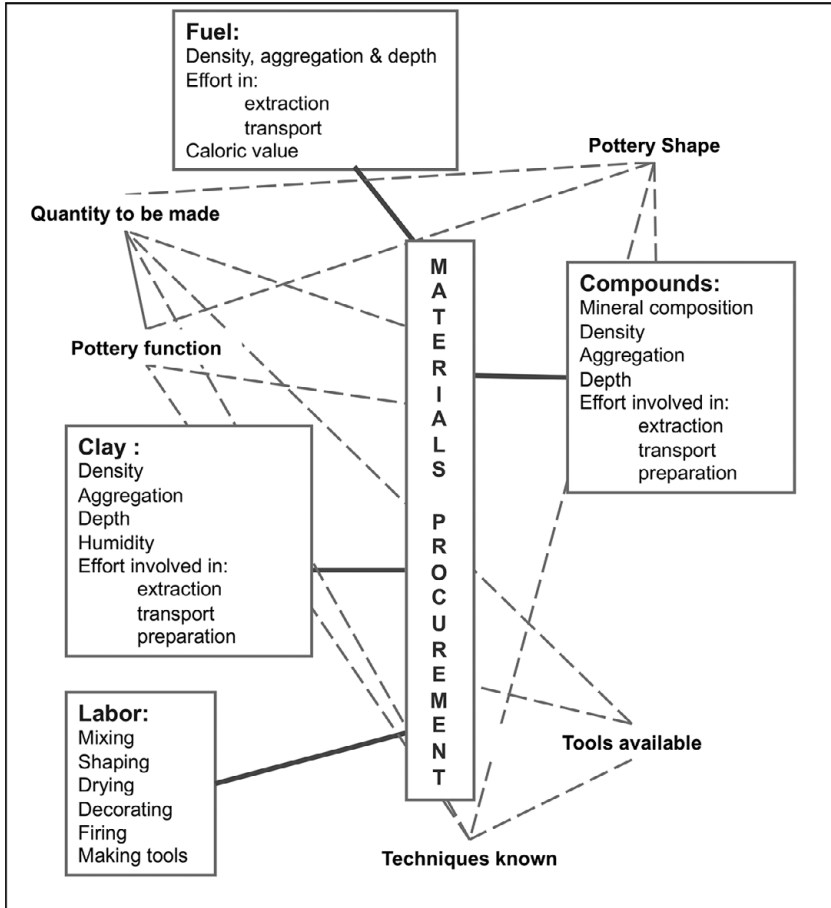 Fuel:
Density, aggregation & depth
Effort in:
extraction
transport
Caloric value
Pottery Shape
Quantity to be made
Pottery function
MATERIALS PROCUREMENT
Compounds:
Mineral composition
Density
Aggregation
Depth
Effort involved in:
extraction
transport
preparation
Clay :
Density
Aggregation
Depth
Humidity
Effort involved in:
extraction
transport
preparation
Labor:
Mixing
Shaping
Drying
Decorating
Firing
Making tools
Tools available
Techniques known